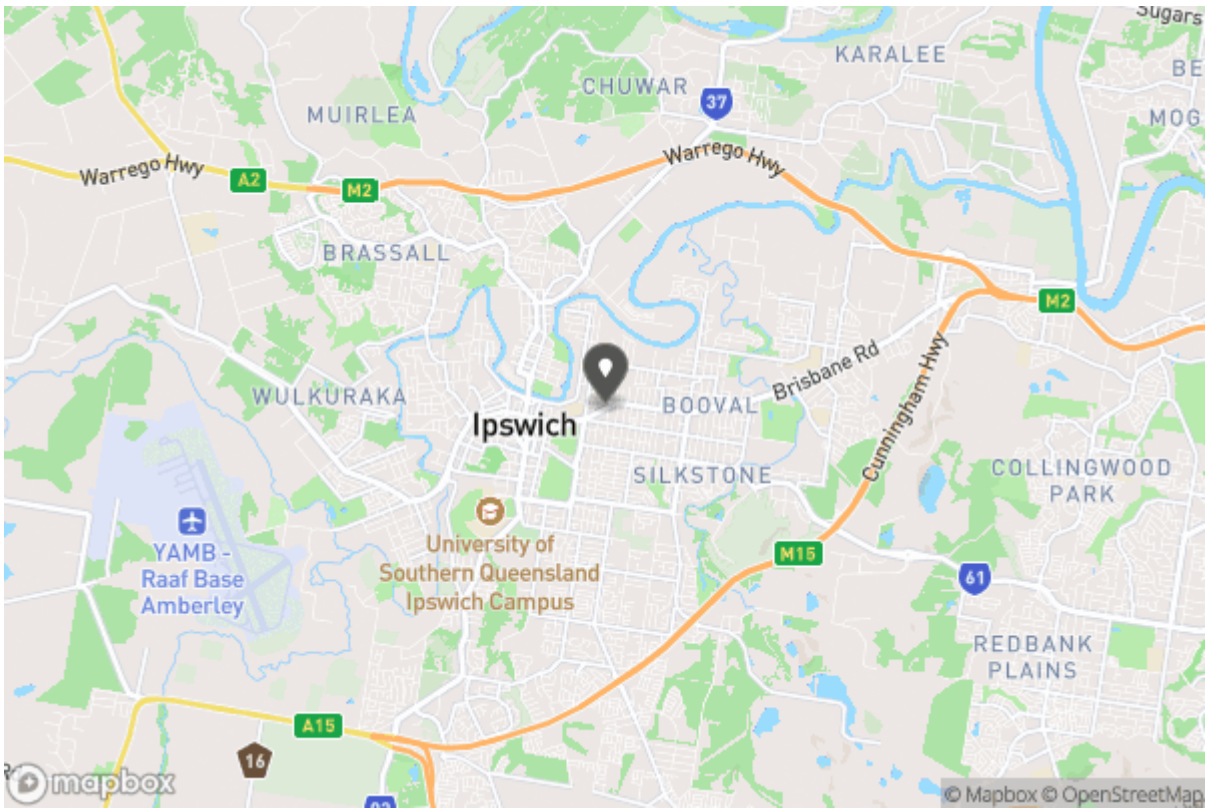 Sugars
KARALEE
BE
CHUWAR
37
MUIRLEA
MOG
Warrego Hwy
Warrego Hwy
A2
M2
BRASSALL
M2
Brisbane Rd
WULKURAKA
BOOVAL
Ipswich
Cunningham Hwy
SILKSTONE
COLLINGWOOD
PARK
University of
Southern Queensland
Ipswich Campus
YAMB -
Raaf Base
Amberley
M15
61
REDBANK
PLAINS
A15
16
mapbox
© Mapbox © OpenStreetMap